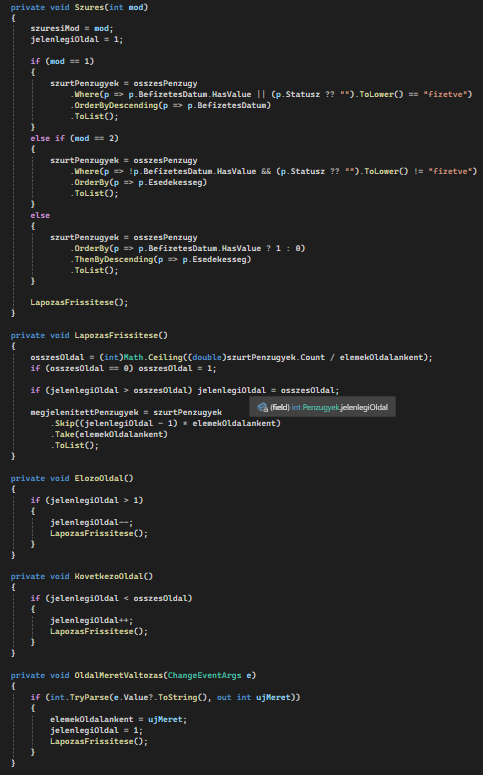 private void Szures(int mod)
{
    szuresiMod = mod;
    jelenlegiOldal = 1;

    if (mod == 1)
    {
        szurtPenzugyek = osszesPenzugy
            .Where(p => p.BefizetesDatum.HasValue || (p.Statusz ?? "").ToLower() == "fizetve")
            .OrderByDescending(p => p.BefizetesDatum)
            .ToList();
    }
    else if (mod == 2)
    {
        szurtPenzugyek = osszesPenzugy
            .Where(p => !p.BefizetesDatum.HasValue && (p.Statusz ?? "").ToLower() != "fizetve")
            .OrderBy(p => p.Esedekesseg)
            .ToList();
    }
    else
    {
        szurtPenzugyek = osszesPenzugy
            .OrderBy(p => p.BefizetesDatum.HasValue ? 1 : 0)
            .ThenByDescending(p => p.Esedekesseg)
            .ToList();
    }

    LapozasFrissitese();
}

private void LapozasFrissitese()
{
    osszesOldal = (int)Math.Ceiling((double)szurtPenzugyek.Count / elemekOldalankent);
    if (osszesOldal == 0) osszesOldal = 1;

    if (jelenlegiOldal > osszesOldal) jelenlegiOldal = osszesOldal;
(field) int Penzugyek.jelenlegiOldal

    megjelenitettPenzugyek = szurtPenzugyek
        .Skip((jelenlegiOldal - 1) * elemekOldalankent)
        .Take(elemekOldalankent)
        .ToList();
}

private void ElozoOldal()
{
    if (jelenlegiOldal > 1)
    {
        jelenlegiOldal--;
        LapozasFrissitese();
    }
}

private void KovetkezoOldal()
{
    if (jelenlegiOldal < osszesOldal)
    {
        jelenlegiOldal++;
        LapozasFrissitese();
    }
}

private void OldalMeretValtozas(ChangeEventArgs e)
{
    if (int.TryParse(e.Value?.ToString(), out int ujMeret))
    {
        elemekOldalankent = ujMeret;
        jelenlegiOldal = 1;
        LapozasFrissitese();
    }
}